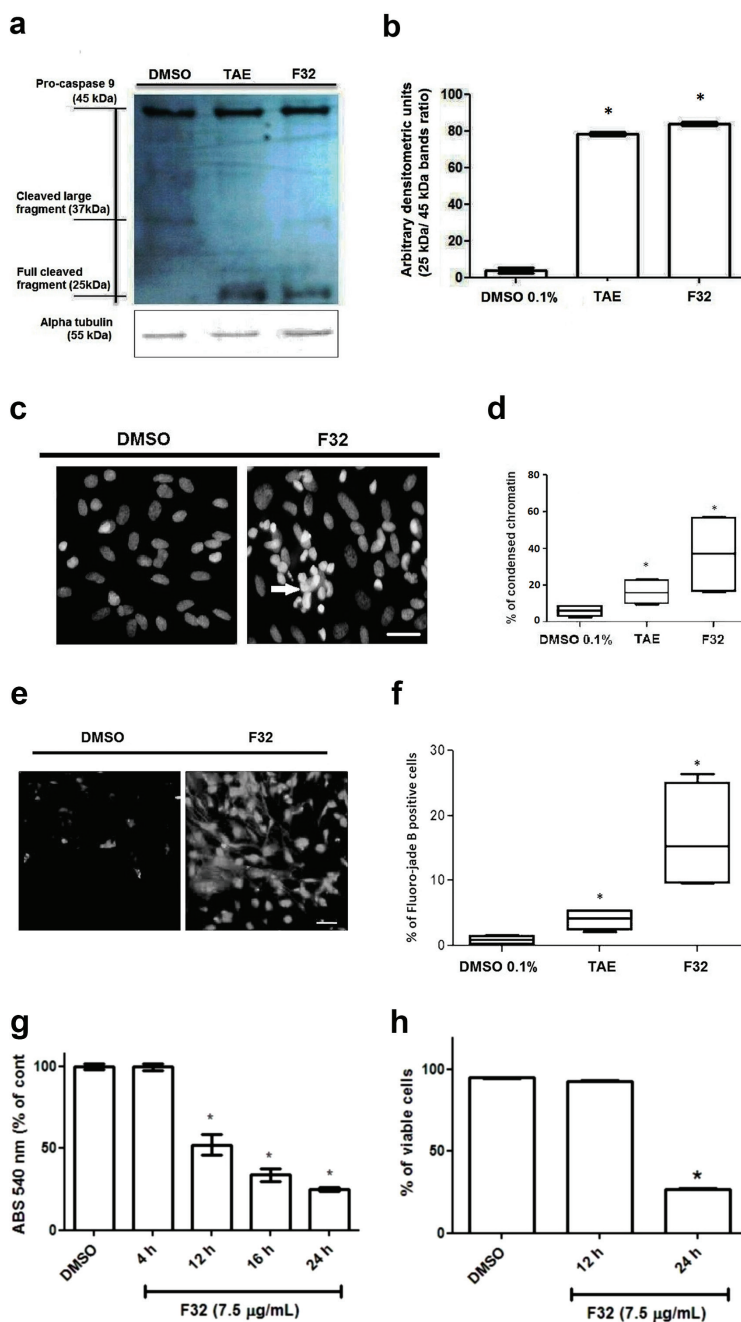 a
DMSO TAE F32
Pro-caspase 9
(45 kDa)
Cleaved large
fragment (37kDa)
Full cleaved
fragment (25kDa)
Alpha tubulin
(55 kDa)
b
Arbitrary densitometric units
(25 kDa/ 45 kDa bands ratio)
100
80
60
40
20
0
* *
DMSO 0.1% TAE F32
c
DMSO F32
d
% of condensed chromatin
80
60
40
20
0
* *
DMSO 0.1% TAE F32
e
DMSO F32
f
% of Fluoro-jade B positive cells
30
20
10
0
* *
DMSO 0.1% TAE F32
g
ABS 540 nm (% of cont
100
50
0
* * *
DMSO 4 h 12 h 16 h 24 h
F32 (7.5 µg/mL)
h
% of viable cells
100
50
0
*
DMSO 12 h 24 h
F32 (7.5 µg/mL)